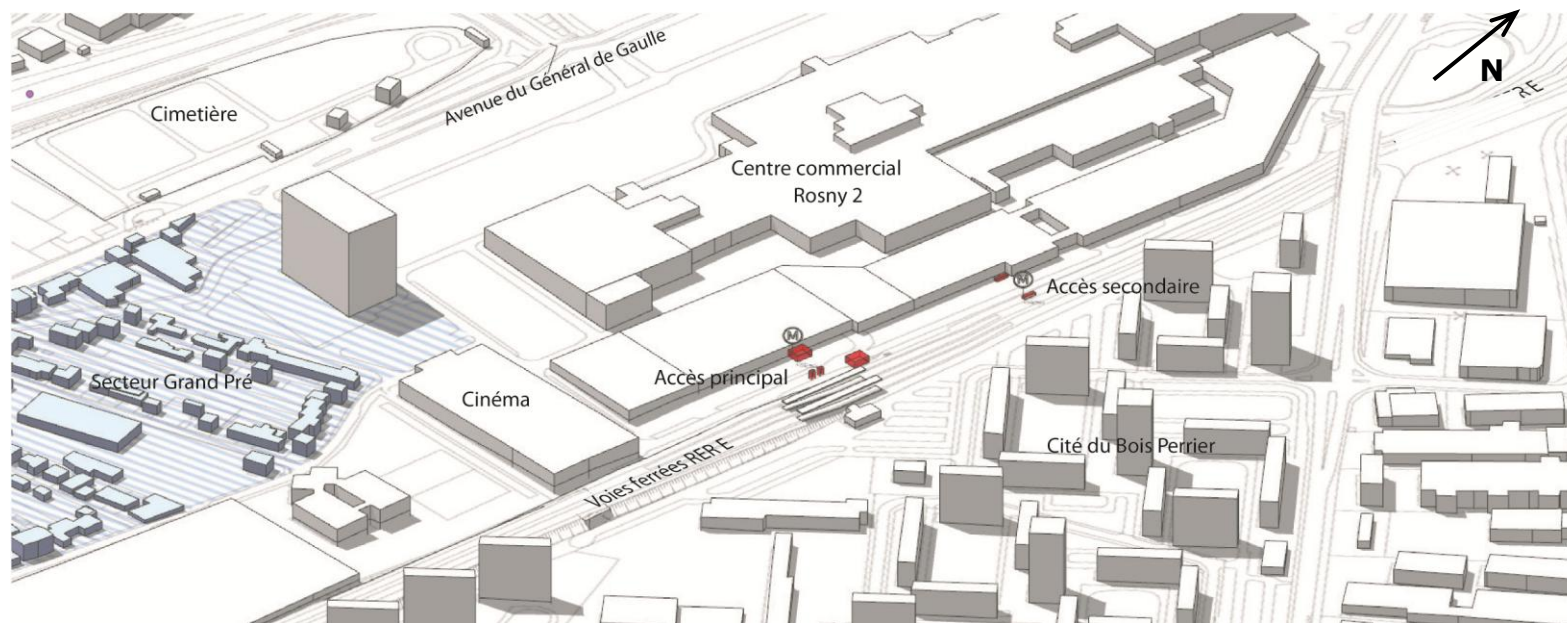 Avenue du Général de Gaulle
N
RER E
Cimetière
Centre commercial
Rosny 2
M
Accès secondaire
M
Accès principal
Secteur Grand Pré
Cinéma
Cité du Bois Perrier
Voies ferrées RER E